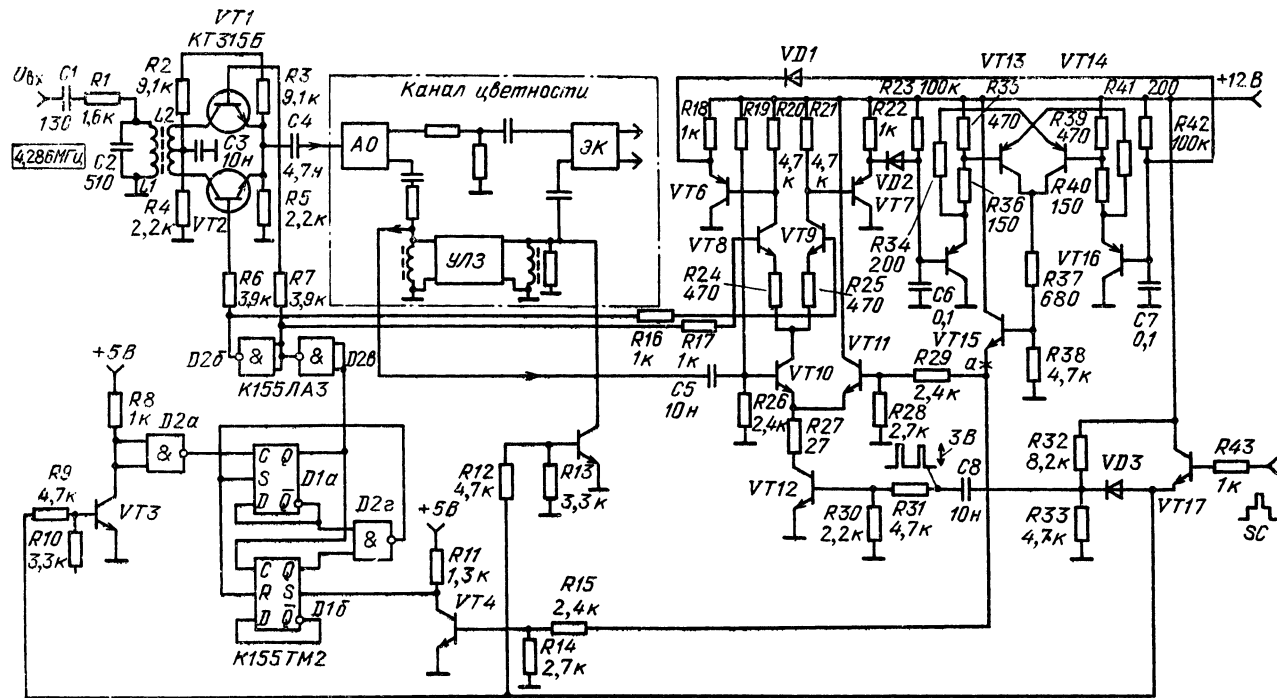 VT1
КТ315Б
Uвх
C1
130
R1
1,6к
4,286МГц
C2
510
L1
L2
R2
9,1к
R3
9,1к
C3
10н
C4
4,7н
R4
2,2к
R5
2,2к
VT2
Канал цветности
АО
ЭК
УЛЗ
VD1
VT13
VT14
+12В
R18
1к
R19
R20
R21
R22
1к
R23 100к
R35
470
R39
470
R41 200
R42
100к
4,7
к
4,7
к
VD2
VT6
VT7
VT8
VT9
R36
150
R40
150
R34
200
C6
0,1
VT16
C7
0,1
R24
470
R25
470
R37
680
R6
3,9к
R7
3,9к
R16
1к
R17
1к
VT11
VT15
а
R38
4,7к
D2б
&
&
D2в
К155ЛА3
VT10
R29
2,4к
C5
10н
R26
2,4к
R27
27
R28
2,7к
3В
C8
10н
R32
8,2к
VD3
R43
1к
VT17
SC
+5В
R8
1к
D2а
&
R9
4,7к
VT3
R10
3,3к
C Q
S
D Q̅
D1а
D2г
&
C Q
R S
D Q̅
D1б
К155ТМ2
R12
4,7к
R13
3,3к
+5В
R11
1,3к
VT4
R14
2,7к
R15
2,4к
VT12
R30
2,2к
R31
4,7к
R33
4,7к